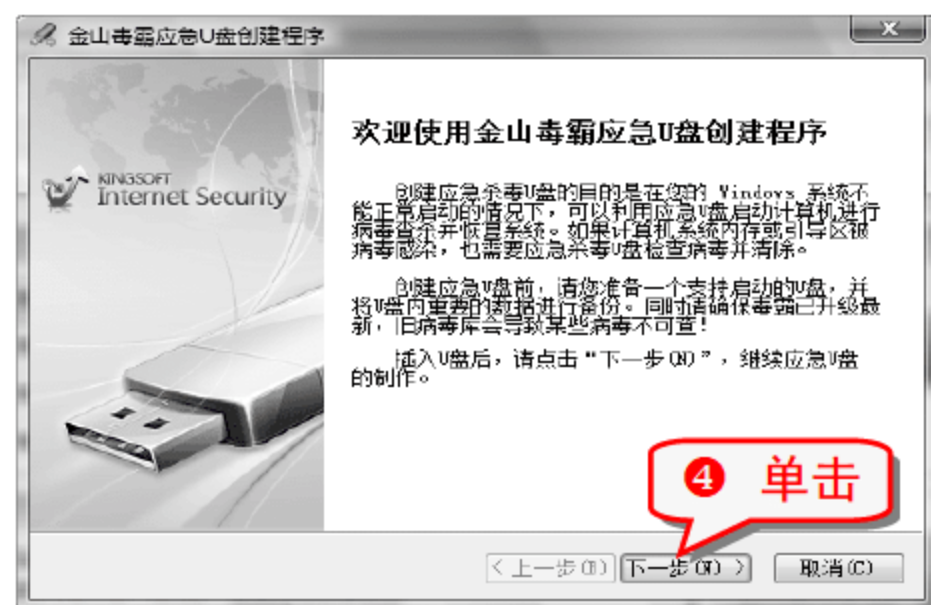 金山毒霸应急U盘创建程序
KINGSOFT
Internet Security
欢迎使用金山毒霸应急U盘创建程序
创建应急杀毒U盘的目的是在您的 Windows 系统不
能正常启动的情况下，可以利用应急U盘启动计算机进行
病毒查杀并恢复系统。如果计算机系统内存或引导区被
病毒感染，也需要应急杀毒U盘检查病毒并清除。
创建应急U盘前，请您准备一个支持启动的U盘，并
将U盘内重要的数据进行备份。同时请确保毒霸已升级最
新，旧病毒库会导致某些病毒不可查！
插入U盘后，请点击“下一步(N)”，继续应急U盘
的制作。
4 单击
< 上一步(B)
下一步(N) >
取消(C)